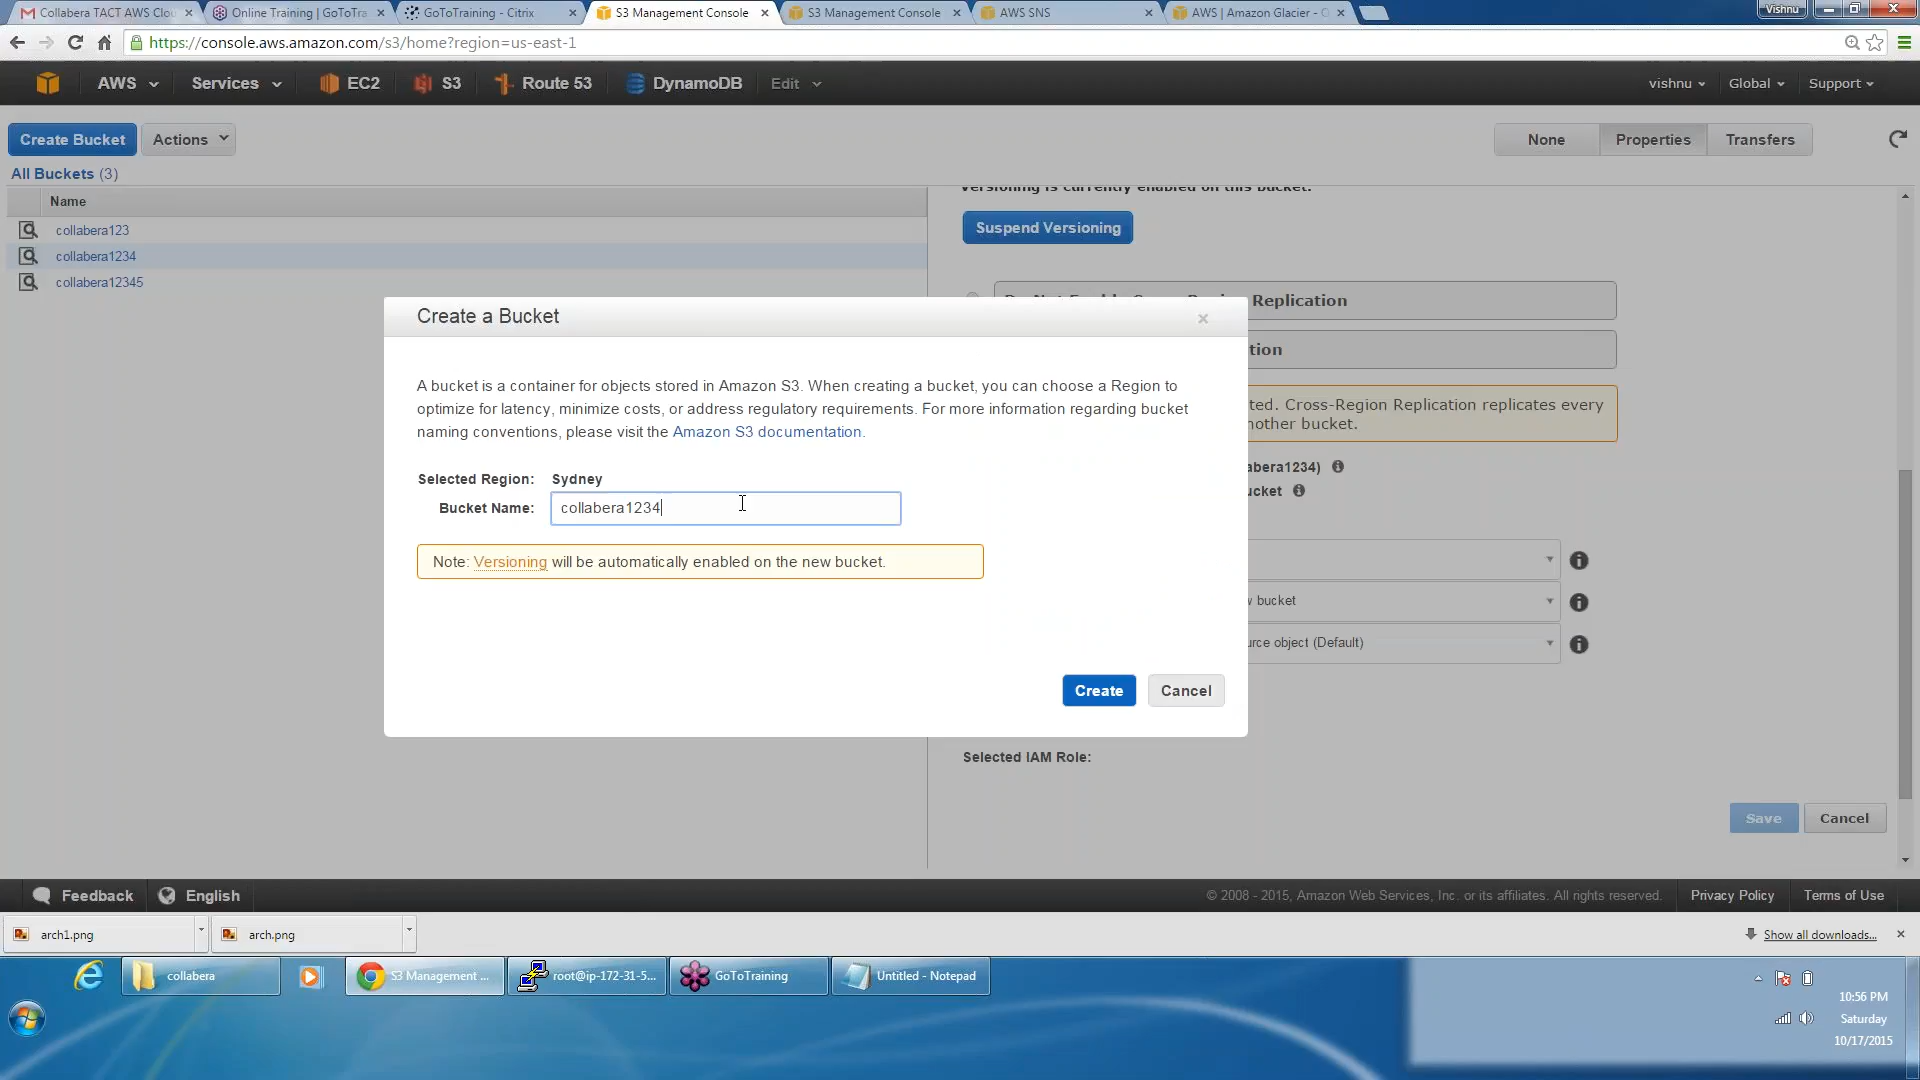 Collabera TACT AWS Clou
Online Training | GoToTra
GoToTraining - Citrix
S3 Management Console
S3 Management Console
AWS SNS
AWS | Amazon Glacier - O
Vishnu
https://console.aws.amazon.com/s3/home?region=us-east-1
AWS
Services
EC2
S3
Route 53
DynamoDB
Edit
vishnu
Global
Support
Create Bucket
Actions
None
Properties
Transfers
All Buckets (3)
Name
collabera123
collabera1234
collabera12345
Versioning is currently enabled on this bucket.
Suspend Versioning
Replication
tion
ted. Cross-Region Replication replicates every
nother bucket.
abera1234)
ucket
bucket
urce object (Default)
Selected IAM Role:
Save
Cancel
Create a Bucket
A bucket is a container for objects stored in Amazon S3. When creating a bucket, you can choose a Region to
optimize for latency, minimize costs, or address regulatory requirements. For more information regarding bucket
naming conventions, please visit the Amazon S3 documentation.
Selected Region: Sydney
Bucket Name: collabera1234
Note: Versioning will be automatically enabled on the new bucket.
Create
Cancel
Feedback
English
© 2008 - 2015, Amazon Web Services, Inc. or its affiliates. All rights reserved.
Privacy Policy
Terms of Use
arch1.png
arch.png
Show all downloads...
collabera
S3 Management ...
root@ip-172-31-5...
GoToTraining
Untitled - Notepad
10:56 PM
Saturday
10/17/2015